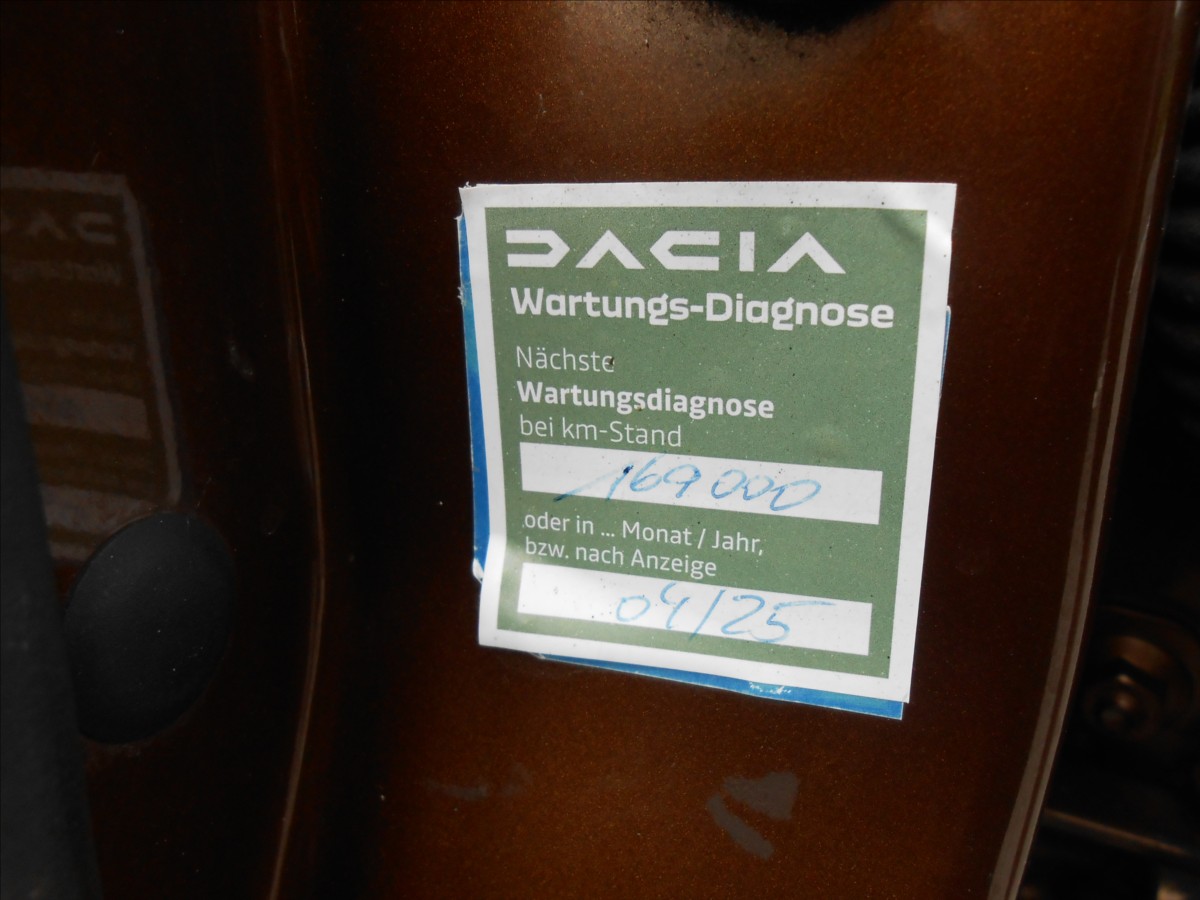 DACIA
Wartungs-Diagnose
Nächste
Wartungsdiagnose
bei km-Stand
169 000
oder in ... Monat / Jahr,
bzw. nach Anzeige
04/25